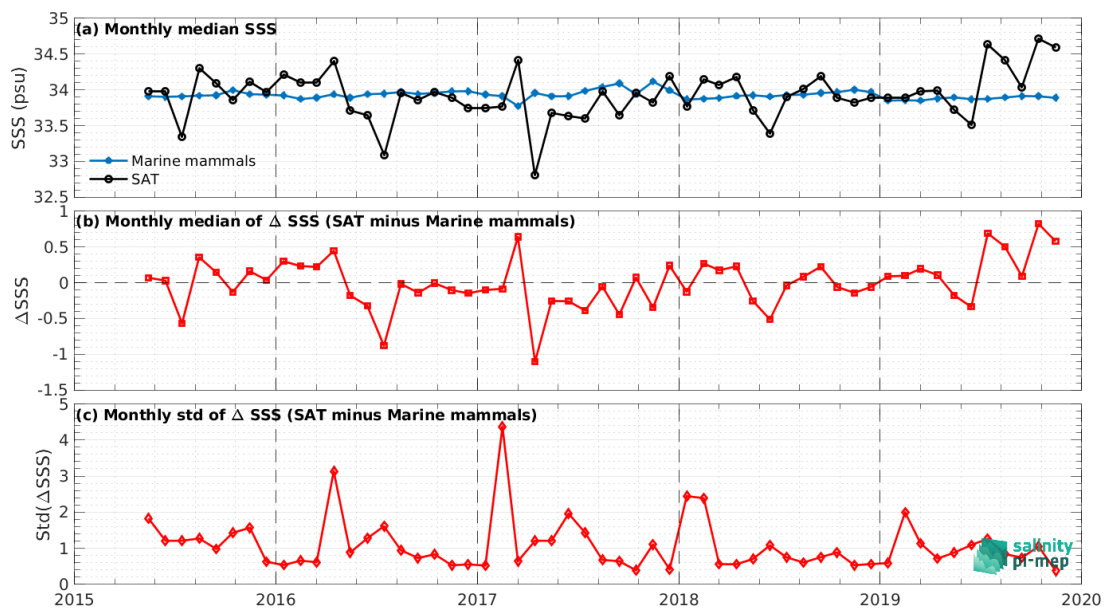 (a) Monthly median SSS
35
34.5
34
33.5
33
32.5
SSS (psu)
Marine mammals
SAT
(b) Monthly median of Δ SSS (SAT minus Marine mammals)
1
0.5
0
-0.5
-1
-1.5
ΔSSS
(c) Monthly std of Δ SSS (SAT minus Marine mammals)
5
4
3
2
1
0
Std(ΔSSS)
salinity
pi-mep
2015 2016 2017 2018 2019 2020